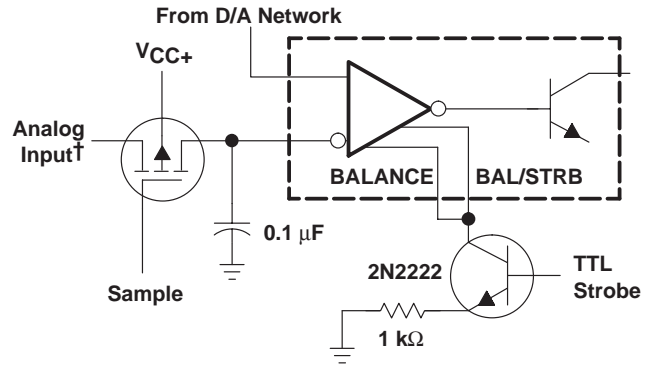 From D/A Network
VCC+
Analog
Input†
BALANCE
BAL/STRB
0.1 μF
2N2222
TTL
Strobe
Sample
1 kΩ